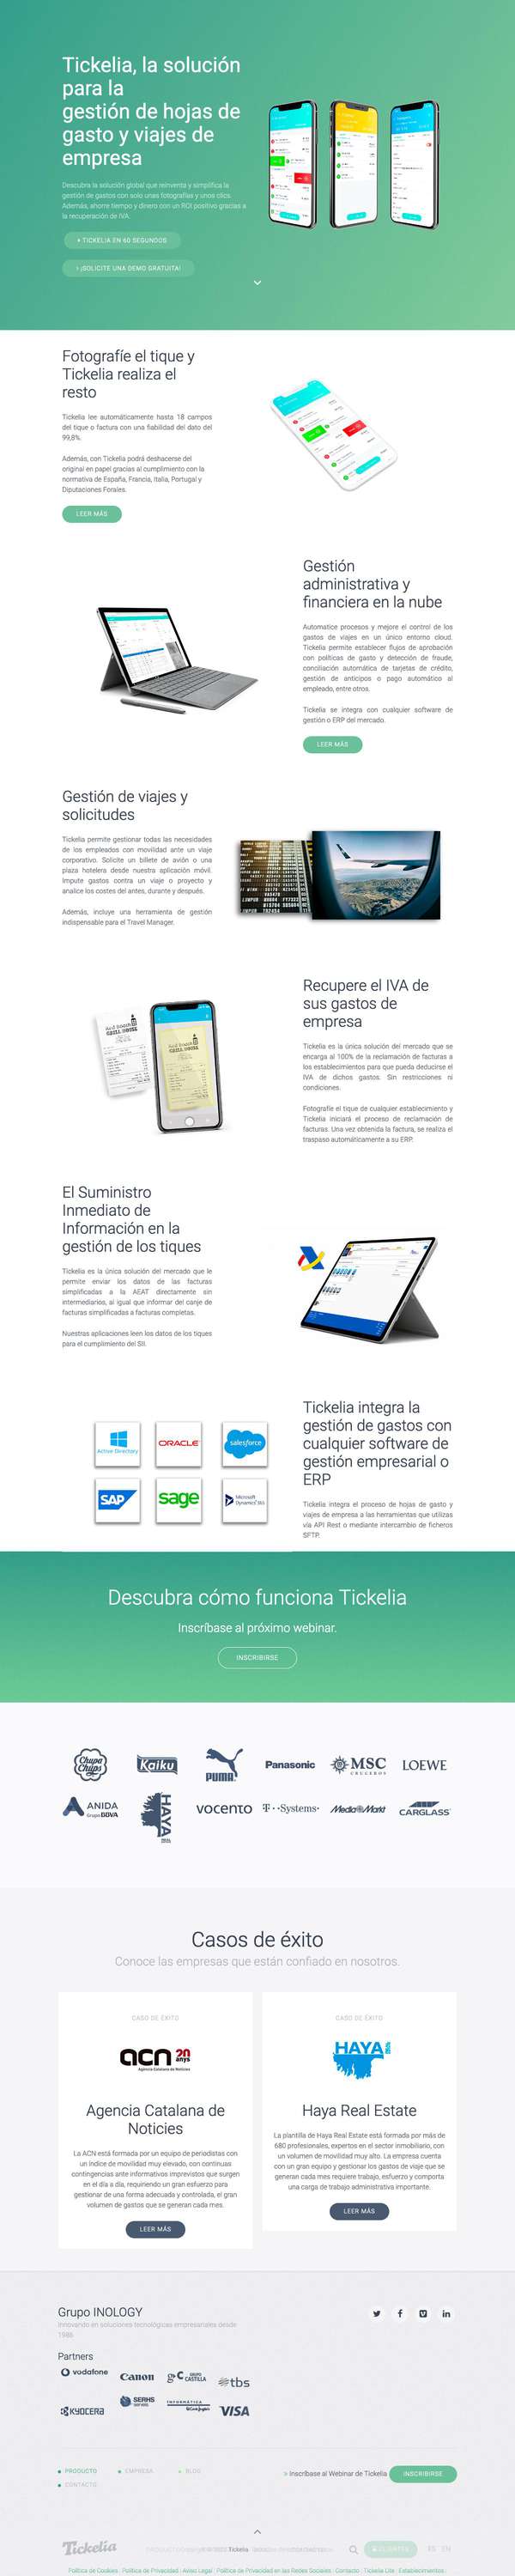 Tickelia, la solución
para la
gestión de hojas de
gasto y viajes de
empresa
Descubra la solución global que reinventa y simplifica la
gestión de gastos con solo unas fotografías y unos clics.
Además, ahorre tiempo y dinero con un ROI positivo gracias a
la recuperación de IVA.
+ TICKELIA EN 60 SEGUNDOS
> ¡SOLICITE UNA DEMO GRATUITA!
Fotografíe el tique y
Tickelia realiza el
resto
Tickelia lee automáticamente hasta 18 campos
del tique o factura con una fiabilidad del dato del
99,8%.
Además, con Tickelia podrá deshacerse del
original en papel gracias al cumplimiento con la
normativa de España, Francia, Italia, Portugal y
Diputaciones Forales.
LEER MÁS
Gestión
administrativa y
financiera en la nube
Automatice procesos y mejore el control de los
gastos de viajes en un único entorno cloud.
Tickelia permite establecer flujos de aprobación
con políticas de gasto y detección de fraude,
conciliación automática de tarjetas de crédito,
gestión de anticipos o pago automático al
empleado, entre otros.
Tickelia se integra con cualquier software de
gestión o ERP del mercado.
LEER MÁS
Gestión de viajes y
solicitudes
Tickelia permite gestionar todas las necesidades
de los empleados con movilidad ante un viaje
corporativo. Solicite un billete de avión o una
plaza hotelera desde nuestra aplicación móvil.
Impute gastos contra un viaje o proyecto y
analice los costes del antes, durante y después.
Además, incluye una herramienta de gestión
indispensable para el Travel Manager.
Recupere el IVA de
sus gastos de
empresa
Tickelia es la única solución del mercado que se
encarga al 100% de la reclamación de facturas a
los establecimientos para que pueda deducirse el
IVA de dichos gastos. Sin restricciones ni
condiciones.
Fotografíe el tique de cualquier establecimiento y
Tickelia iniciará el proceso de reclamación de
facturas. Una vez obtenida la factura, se realiza el
traspaso automáticamente a su ERP.
El Suministro
Inmediato de
Información en la
gestión de los tiques
Tickelia es la única solución del mercado que le
permite enviar los datos de las facturas
simplificadas a la AEAT directamente sin
intermediarios, al igual que informar del canje de
facturas simplificadas a facturas completas.
Nuestras aplicaciones leen los datos de los tiques
para el cumplimiento del SII.
Active Directory
ORACLE
salesforce
SAP
sage
Microsoft
Dynamics 365
Tickelia integra la
gestión de gastos con
cualquier software de
gestión empresarial o
ERP
Tickelia integra el proceso de hojas de gasto y
viajes de empresa a las herramientas que utilizas
vía API Rest o mediante intercambio de ficheros
SFTP.
Descubra cómo funciona Tickelia
Inscríbase al próximo webinar.
INSCRIBIRSE
Chupa Chups
Kaiku
PUMA
Panasonic
MSC CRUCEROS
LOEWE
ANIDA Grupo BBVA
HAYA REAL ESTATE
vocento
T··Systems·
MediaMarkt
CARGLASS
Casos de éxito
Conoce las empresas que están confiado en nosotros.
CASO DE ÉXITO
acn 20 anys
Agència Catalana de Notícies
Agencia Catalana de
Noticies
La ACN está formada por un equipo de periodistas con
un índice de movilidad muy elevado, con continuas
contingencias ante informativos imprevistos que surgen
en el día a día, requiriendo un gran esfuerzo para
gestionar de una forma adecuada y controlada, el gran
volumen de gastos que se generan cada mes.
LEER MÁS
CASO DE ÉXITO
HAYA REAL ESTATE
Haya Real Estate
La plantilla de Haya Real Estate está formada por más de
680 profesionales, expertos en el sector inmobiliario, con
un volumen de movilidad muy alto. La empresa cuenta
con un gran equipo y gestionar los gastos de viaje que se
generan cada mes requiere trabajo, esfuerzo y comporta
una carga de trabajo administrativa importante.
LEER MÁS
Grupo INOLOGY
Innovando en soluciones tecnológicas empresariales desde
1986
Partners
vodafone
Canon
gC GRUPO CASTILLA
tbs
KYOCERA
SERHS
INFORMÁTICA El Corte Inglés
VISA
PRODUCTO
EMPRESA
BLOG
CONTACTO
> Inscríbase al Webinar de Tickelia
INSCRIBIRSE
Tickelia
CLIENTES
ES EN
Política de Cookies · Política de Privacidad · Aviso Legal · Política de Privacidad en las Redes Sociales · Contacto · Tickelia Lite · Establecimientos ·